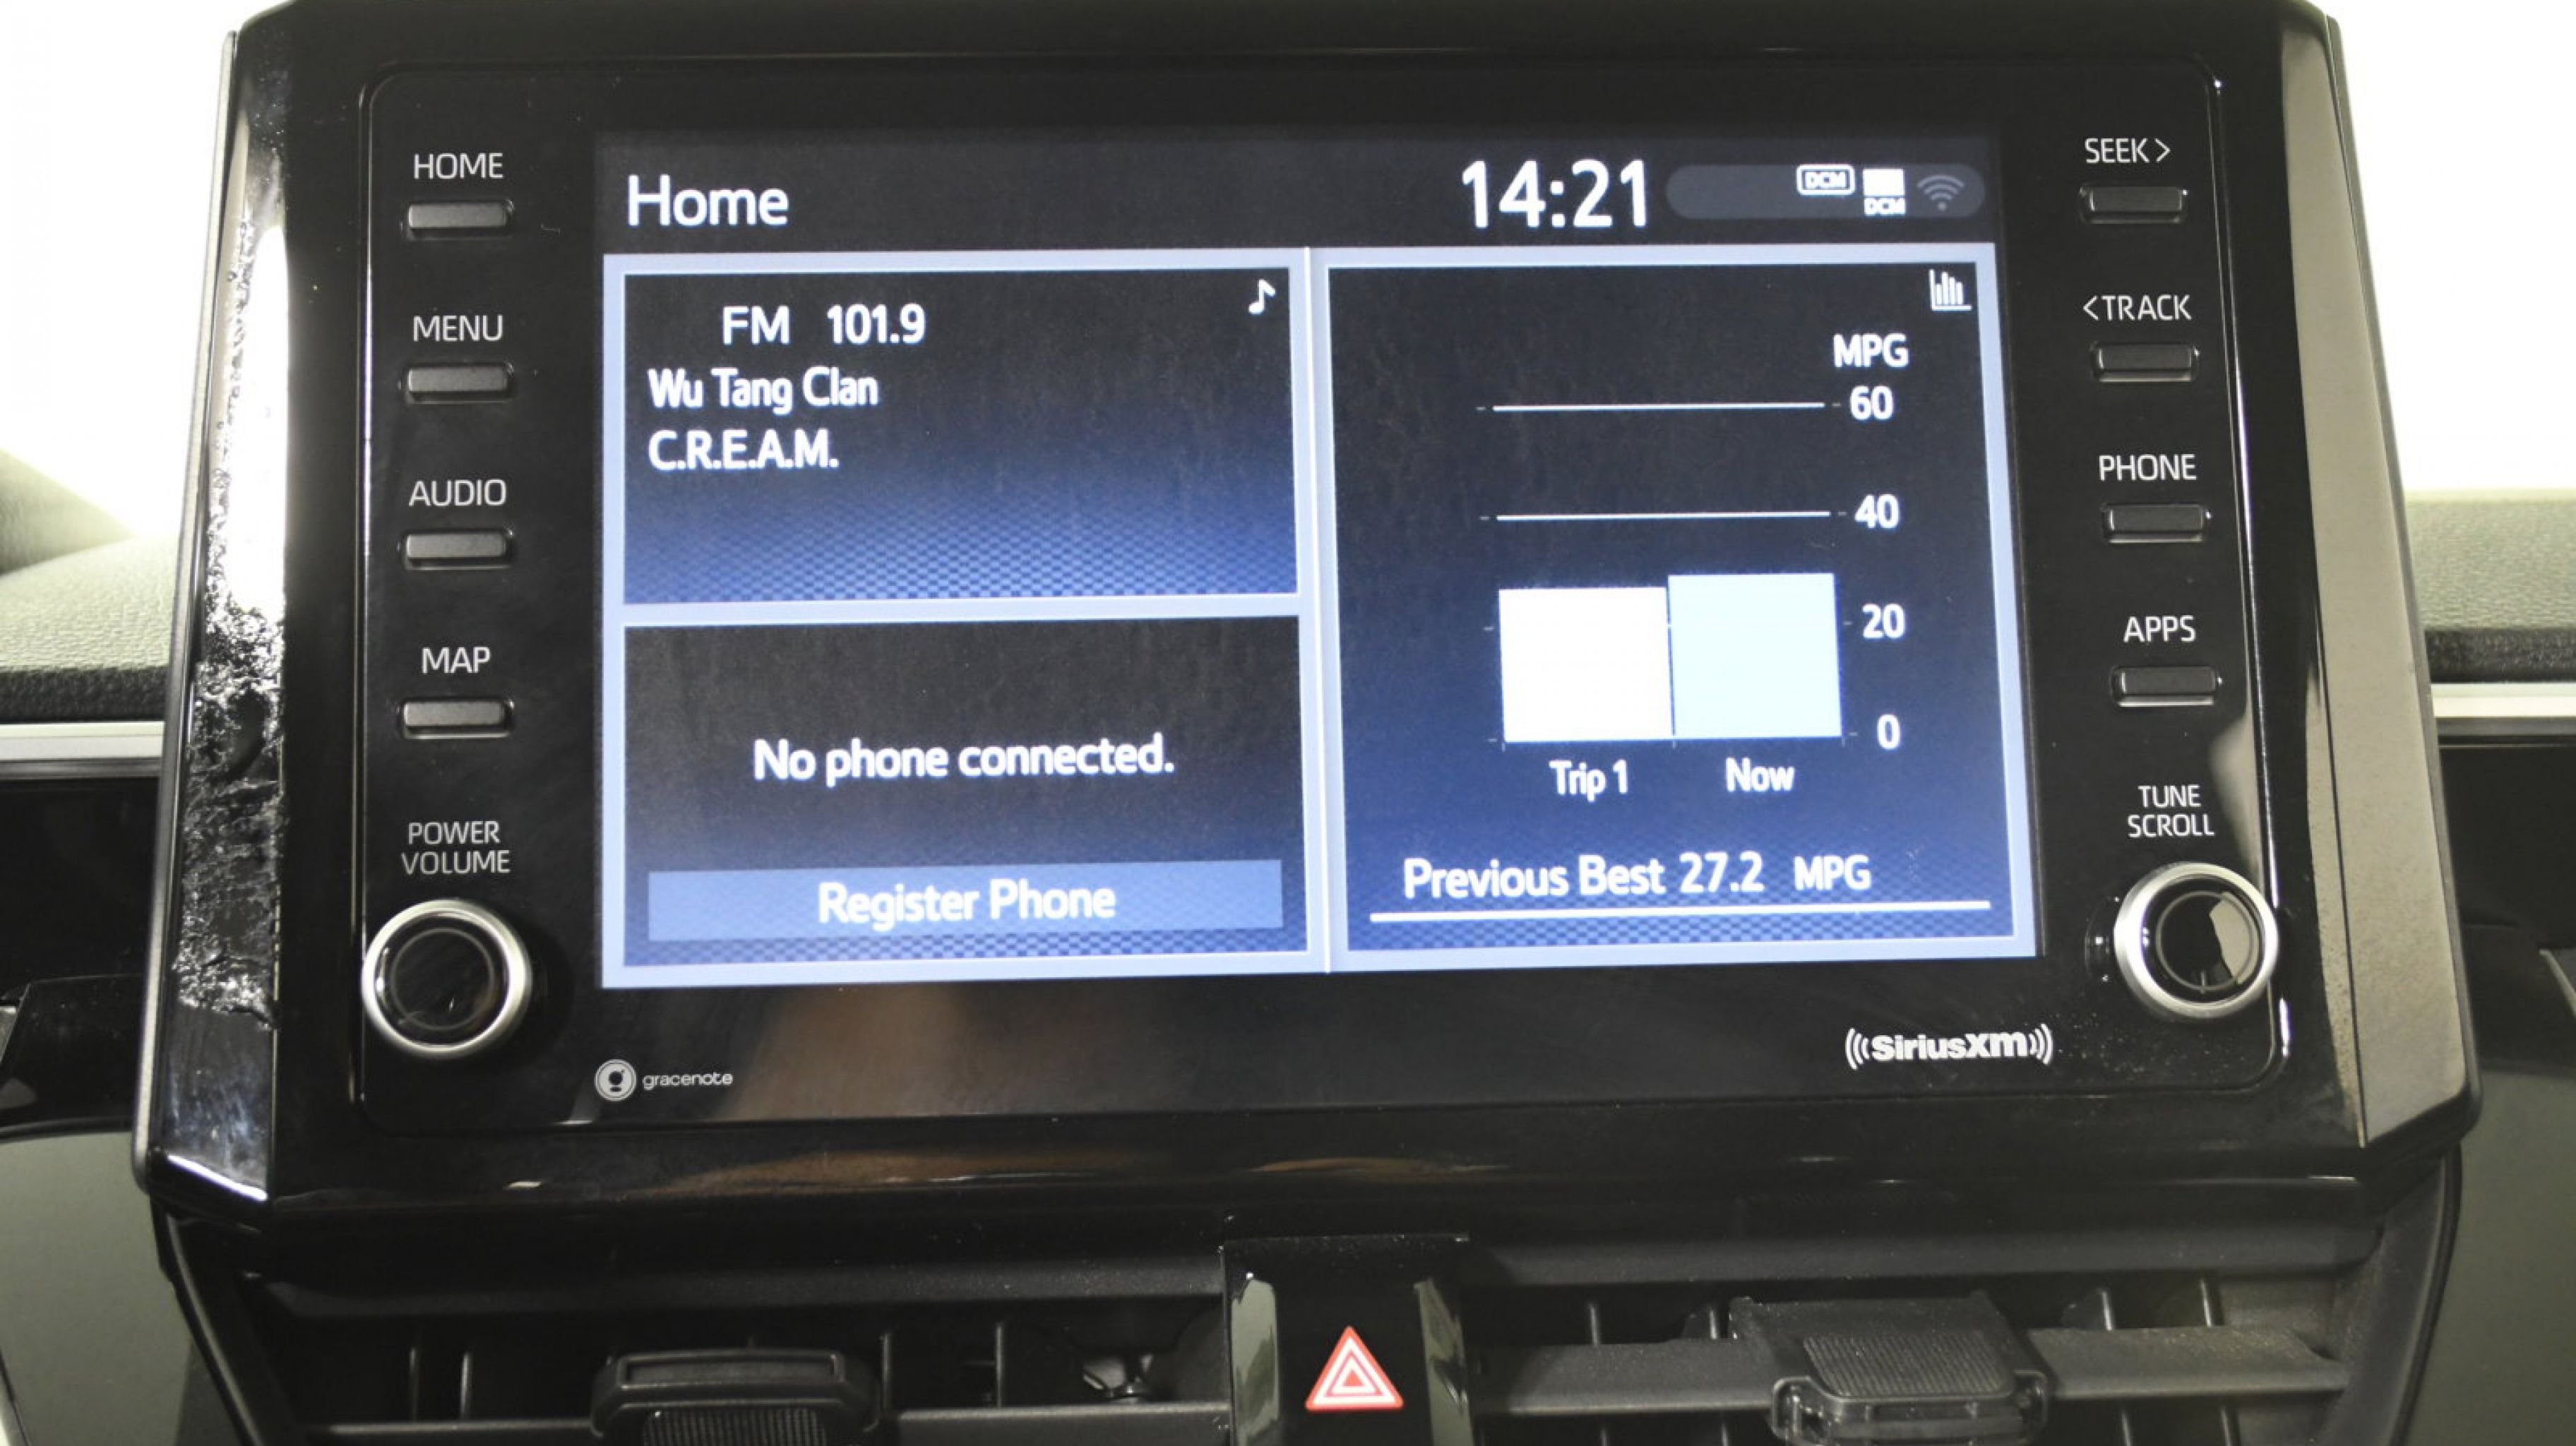 HOME
MENU
AUDIO
MAP
POWER
VOLUME
Home
14:21
DCM
DCM
FM 101.9
Wu Tang Clan
C.R.E.A.M.
No phone connected.
Register Phone
MPG
60
40
20
0
Trip 1 Now
Previous Best 27.2 MPG
SEEK >
< TRACK
PHONE
APPS
TUNE
SCROLL
gracenote
SiriusXM